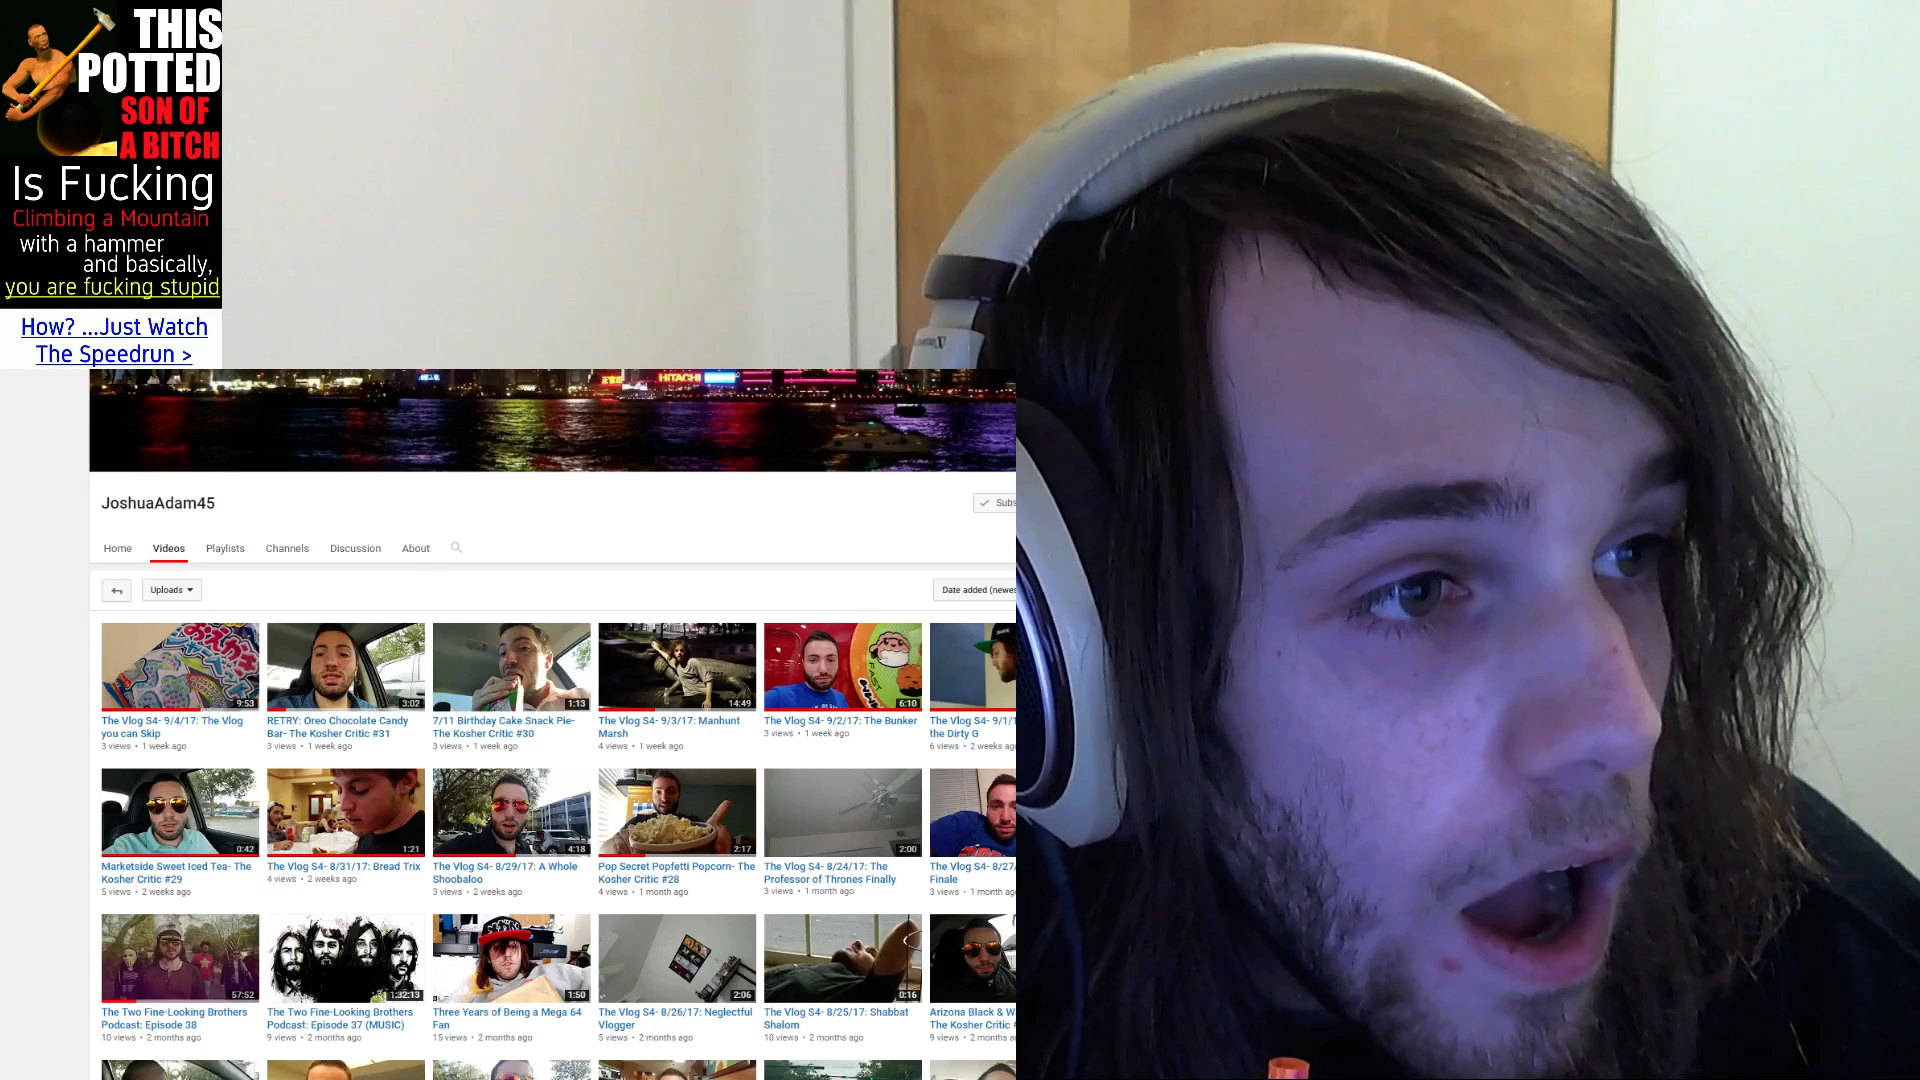 THIS
POTTED
SON OF
A BITCH
Is Fucking
Climbing a Mountain
with a hammer
and basically,
you are fucking stupid
How? ...Just Watch
The Speedrun >
HITACHI
JoshuaAdam45
Subs
Home Videos Playlists Channels Discussion About
Uploads
Date added (newes
9:53 3:02 1:13 14:49 6:10
The Vlog S4- 9/4/17: The Vlog
you can Skip
3 views • 1 week ago
RETRY: Oreo Chocolate Candy
Bar- The Kosher Critic #31
3 views • 1 week ago
7/11 Birthday Cake Snack Pie-
The Kosher Critic #30
3 views • 1 week ago
The Vlog S4- 9/3/17: Manhunt
Marsh
4 views • 1 week ago
The Vlog S4- 9/2/17: The Bunker
3 views • 1 week ago
The Vlog S4- 9/1/1
the Dirty G
6 views • 2 weeks ago
0:42 1:21 4:18 2:17 2:00
Marketside Sweet Iced Tea- The
Kosher Critic #29
5 views • 2 weeks ago
The Vlog S4- 8/31/17: Bread Trix
4 views • 2 weeks ago
The Vlog S4- 8/29/17: A Whole
Shoobaloo
3 views • 2 weeks ago
Pop Secret Popfetti Popcorn- The
Kosher Critic #28
4 views • 1 month ago
The Vlog S4- 8/24/17: The
Professor of Thrones Finally
3 views • 1 month ago
The Vlog S4- 8/27/
Finale
3 views • 1 month ago
57:52 1:32:13 1:50 2:06 0:16
The Two Fine-Looking Brothers
Podcast: Episode 38
10 views • 2 months ago
The Two Fine-Looking Brothers
Podcast: Episode 37 (MUSIC)
9 views • 2 months ago
Three Years of Being a Mega 64
Fan
15 views • 2 months ago
The Vlog S4- 8/26/17: Neglectful
Vlogger
5 views • 2 months ago
The Vlog S4- 8/25/17: Shabbat
Shalom
10 views • 2 months ago
Arizona Black & W
The Kosher Critic #
9 views • 2 months ago